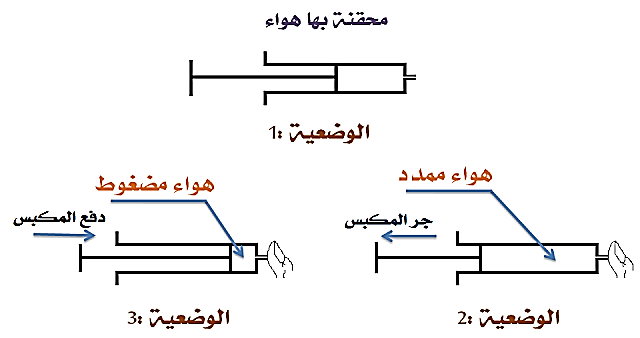 محقنة بها هواء
الوضعية 1:
هواء ممدد
جر المكبس
الوضعية 2:
هواء مضغوط
دفع المكبس
الوضعية 3: